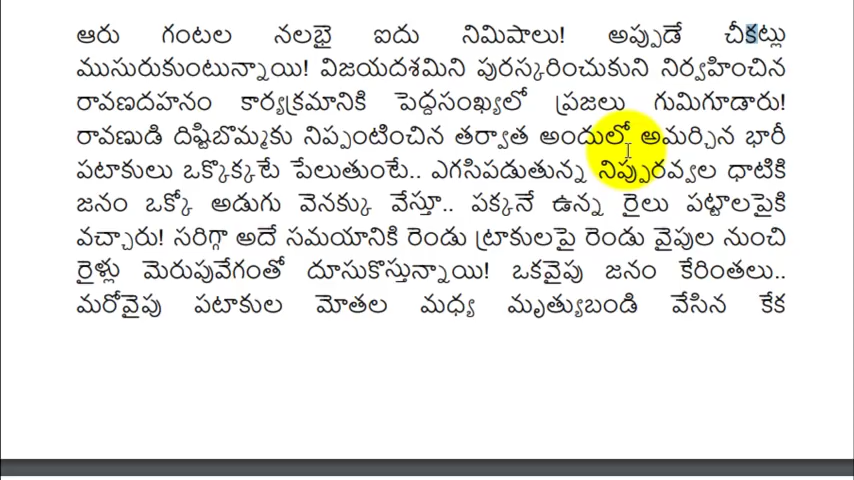 ఆరు గంటల నలభై ఐదు నిమిషాలు! అప్పుడే చీకట్లు
ముసురుకుంటున్నాయి! విజయదశమిని పురస్కరించుకుని నిర్వహించిన
రావణదహనం కార్యక్రమానికి పెద్దసంఖ్యలో ప్రజలు గుమిగూడారు!
రావణుడి దిష్టిబొమ్మకు నిప్పంటించిన తర్వాత అందులో అమర్చిన భారీ
పటాకులు ఒక్కొక్కటే పేలుతుంటే.. ఎగసిపడుతున్న నిప్పురవ్వల ధాటికి
జనం ఒక్కో అడుగు వెనక్కు వేస్తూ.. పక్కనే ఉన్న రైలు పట్టాలపైకి
వచ్చారు! సరిగ్గా అదే సమయానికి రెండు ట్రాకులపై రెండు వైపుల నుంచి
రైళ్లు మెరుపువేగంతో దూసుకొస్తున్నాయి! ఒకవైపు జనం కేరింతలు..
మరోవైపు పటాకుల మోతల మధ్య మృత్యుబండి వేసిన కేక